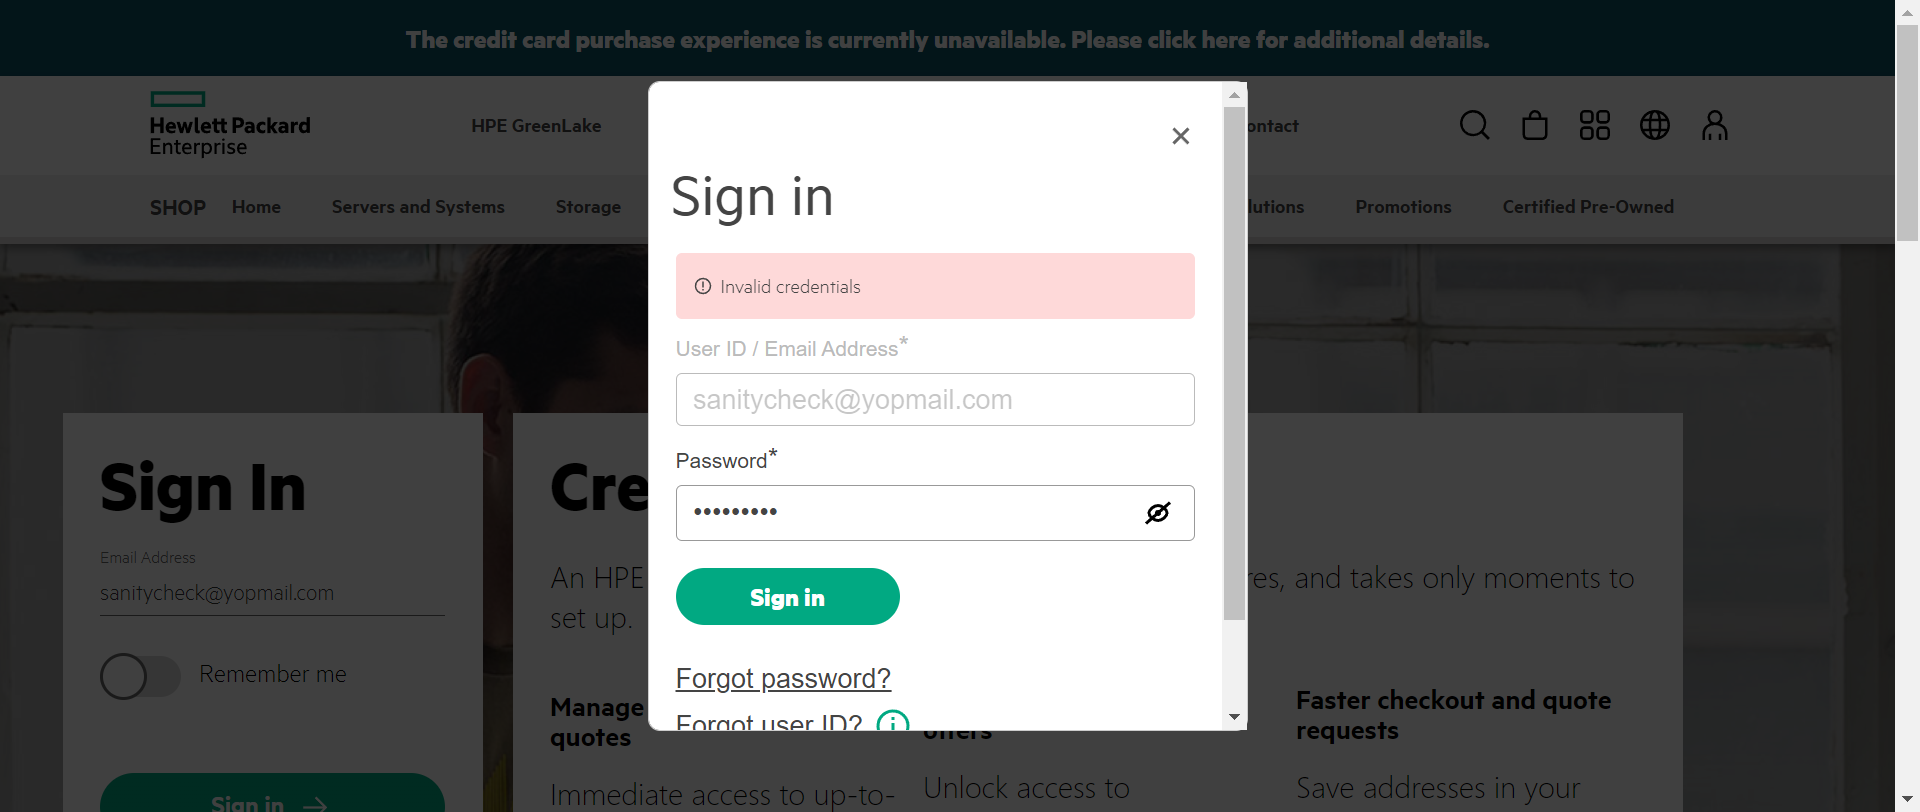 The credit card purchase experience is currently unavailable. Please click here for additional details.
Hewlett Packard
Enterprise
HPE GreenLake
ontact
SHOP
Home
Servers and Systems
Storage
lutions
Promotions
Certified Pre-Owned
Sign in
Invalid credentials
User ID / Email Address*
sanitycheck@yopmail.com
Password*
•••••••••
Sign in
Forgot password?
Forgot user ID?
Sign In
Email Address
sanitycheck@yopmail.com
Remember me
Sign in
Cre
An HPE
res, and takes only moments to
set up.
Manage
quotes
Immediate access to up-to-
offers
Unlock access to
Faster checkout and quote
requests
Save addresses in your